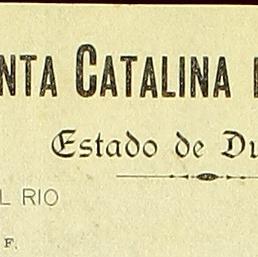 NTA CATALINA
Estado de Du
L RIO
F.